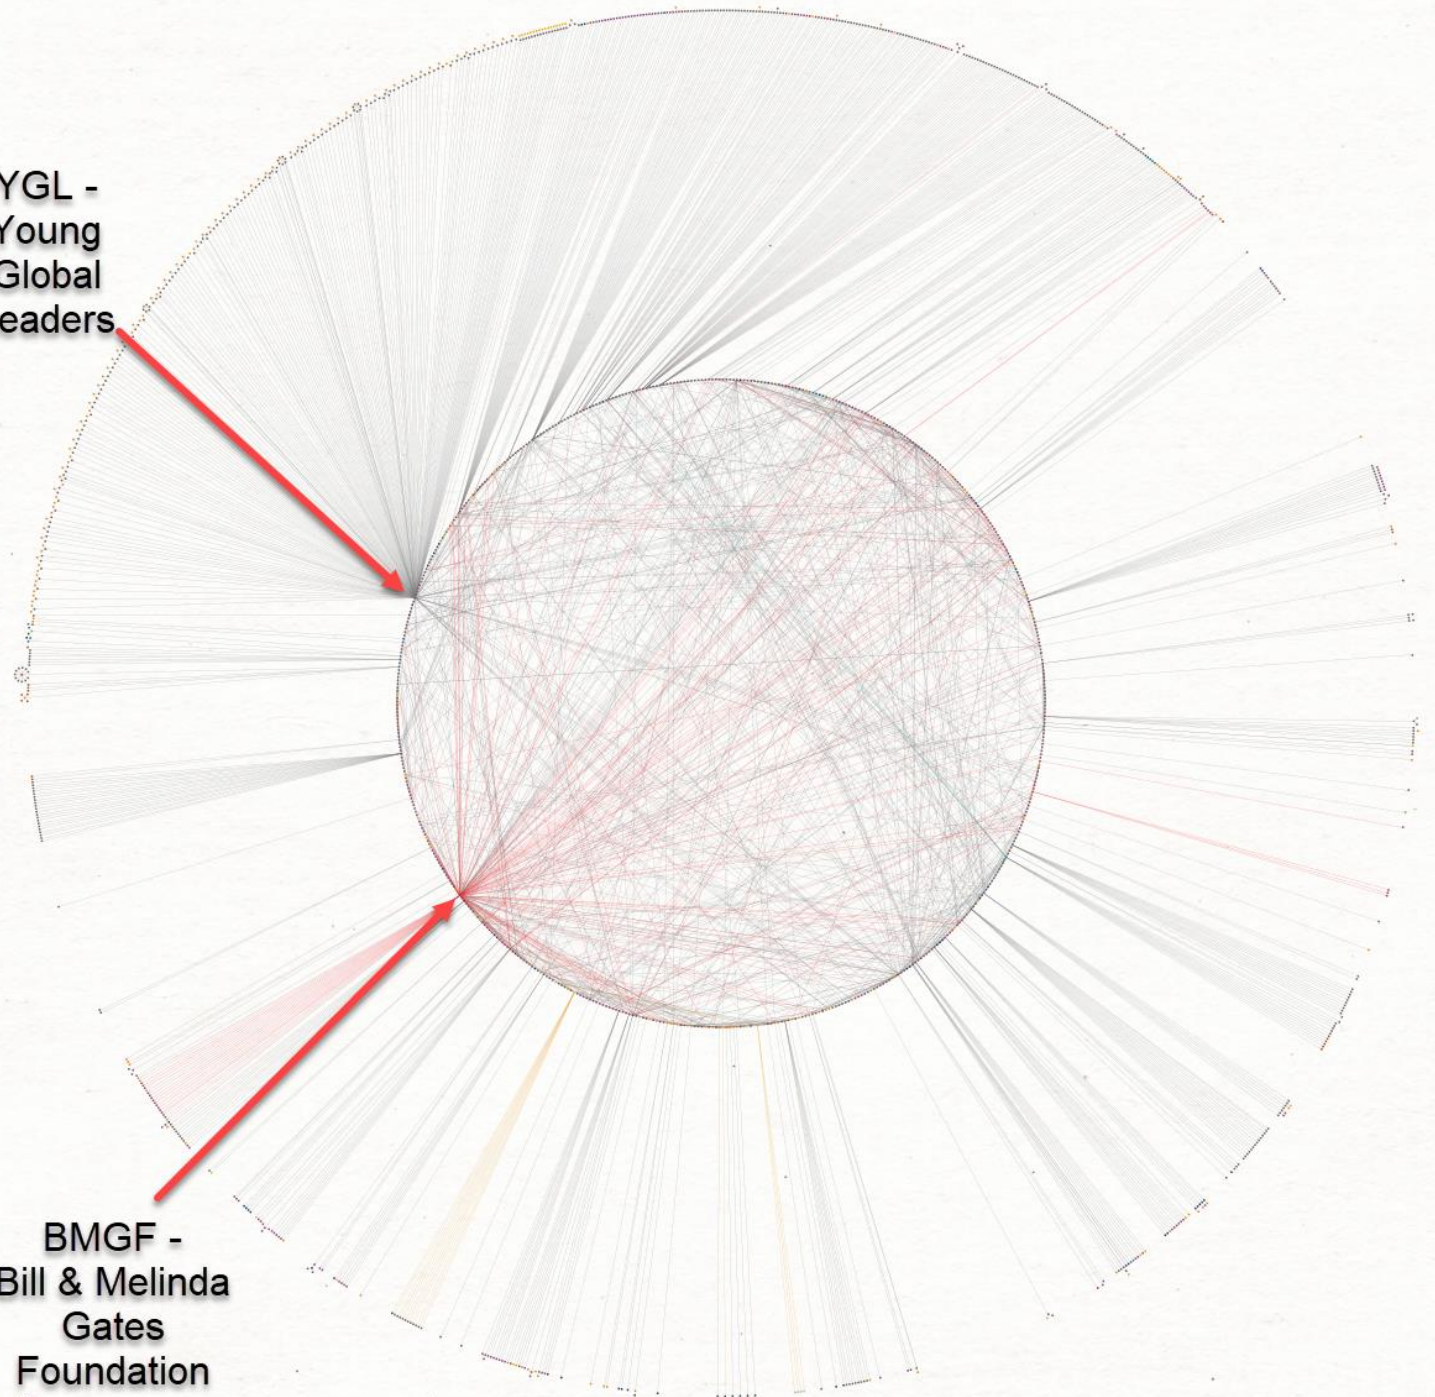 YGL -
Young
Global
eaders
BMGF -
Bill & Melinda
Gates
Foundation